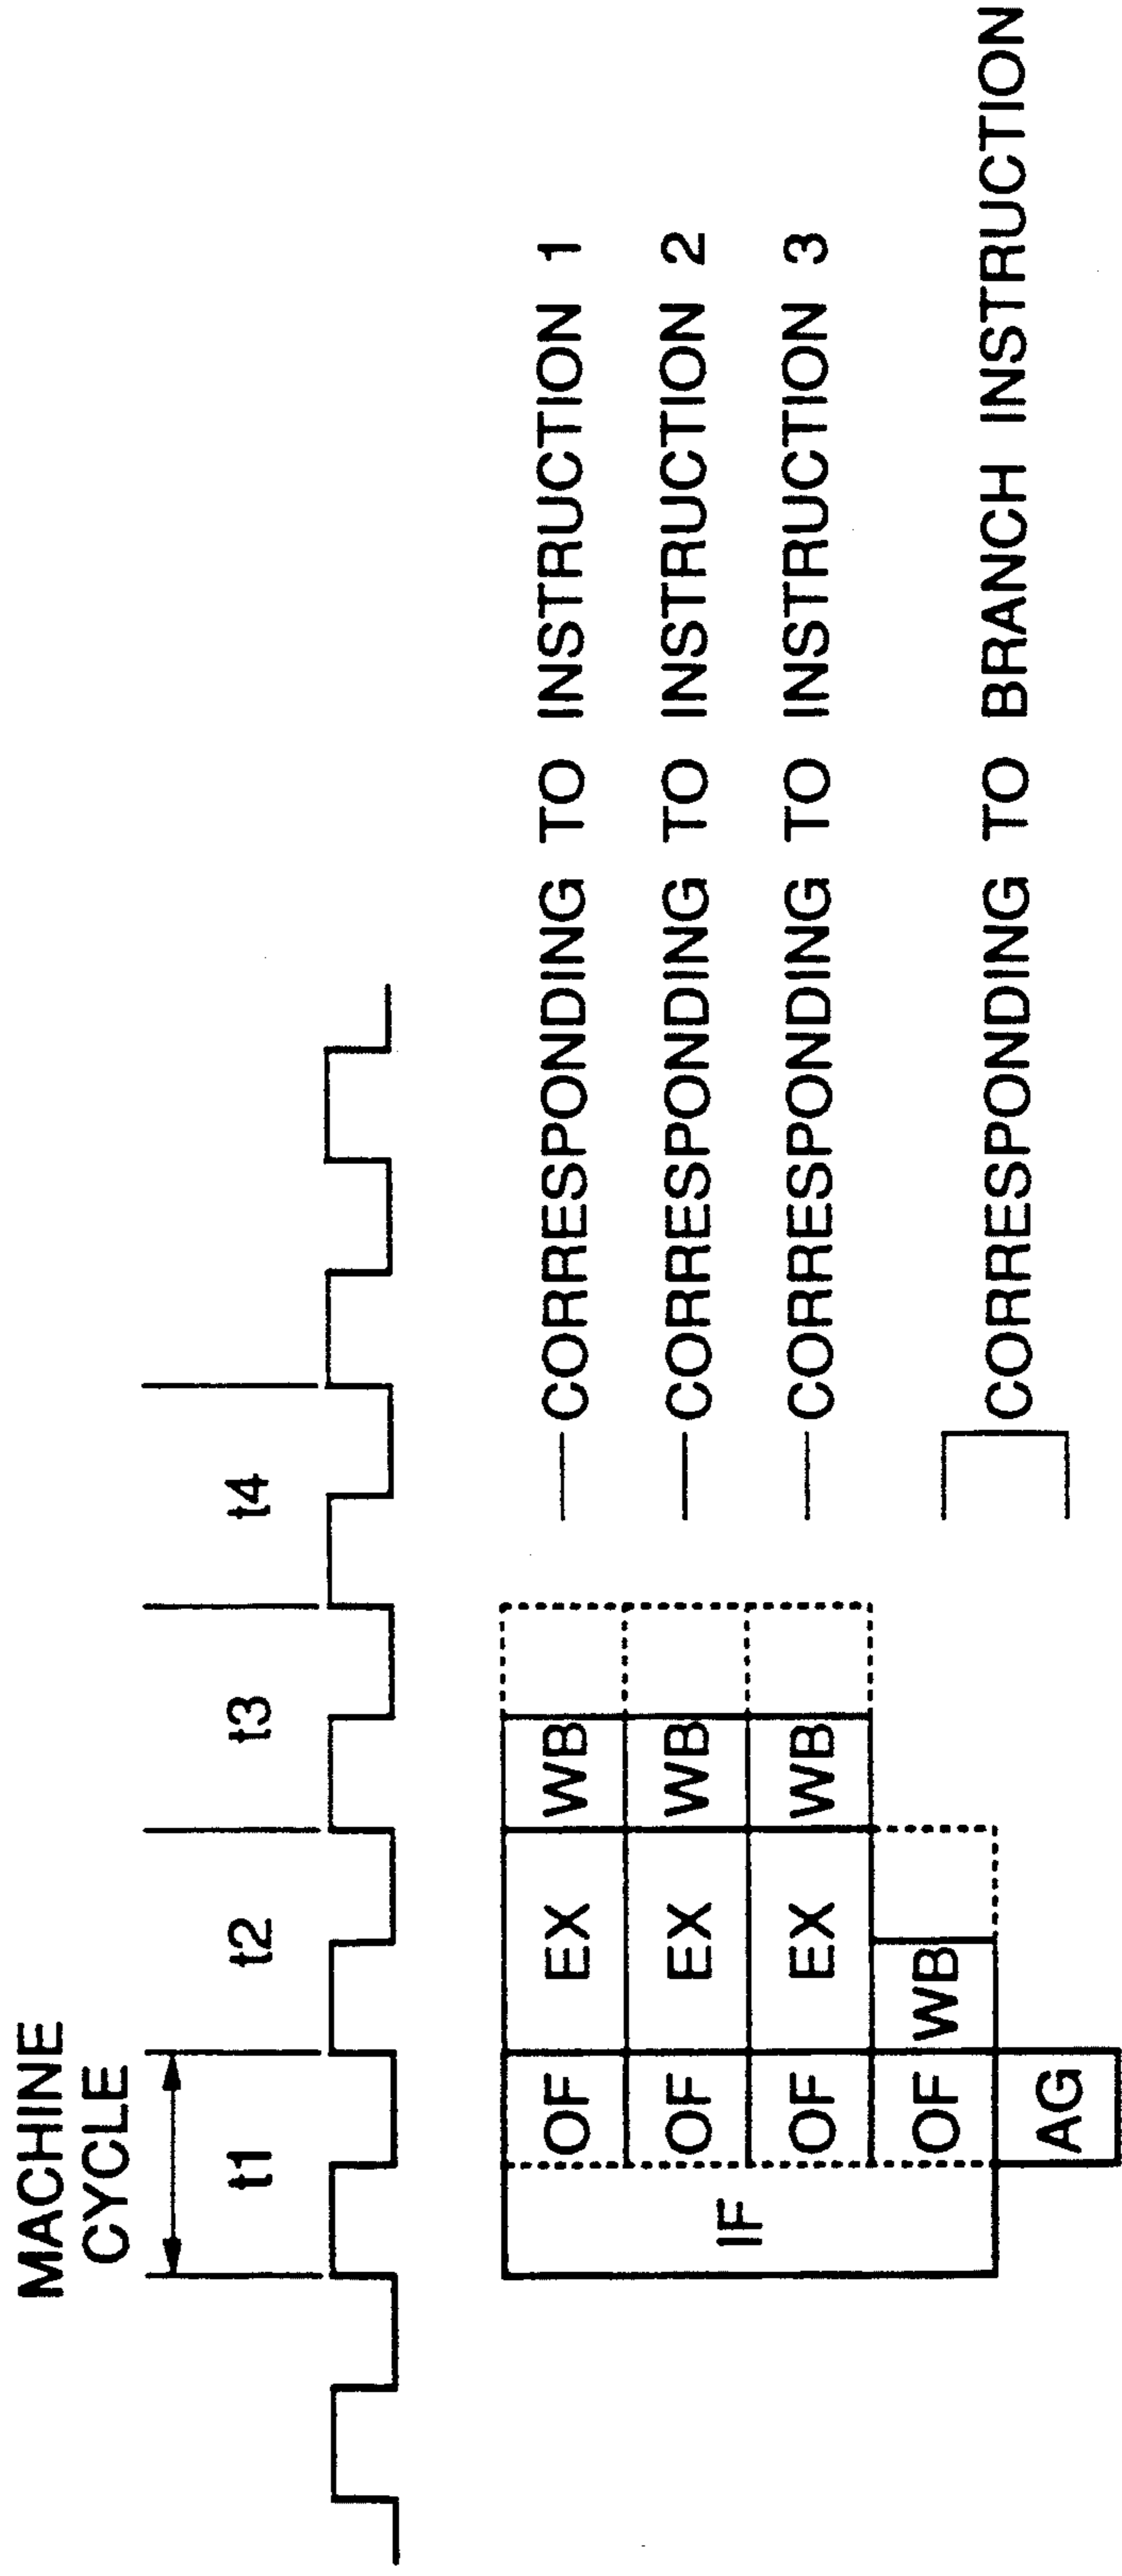 MACHINE
CYCLE
t1 t2 t3 t4
IF OF EX WB — CORRESPONDING TO INSTRUCTION 1
OF EX WB — CORRESPONDING TO INSTRUCTION 2
OF EX WB — CORRESPONDING TO INSTRUCTION 3
OF WB
AG
CORRESPONDING TO BRANCH INSTRUCTION